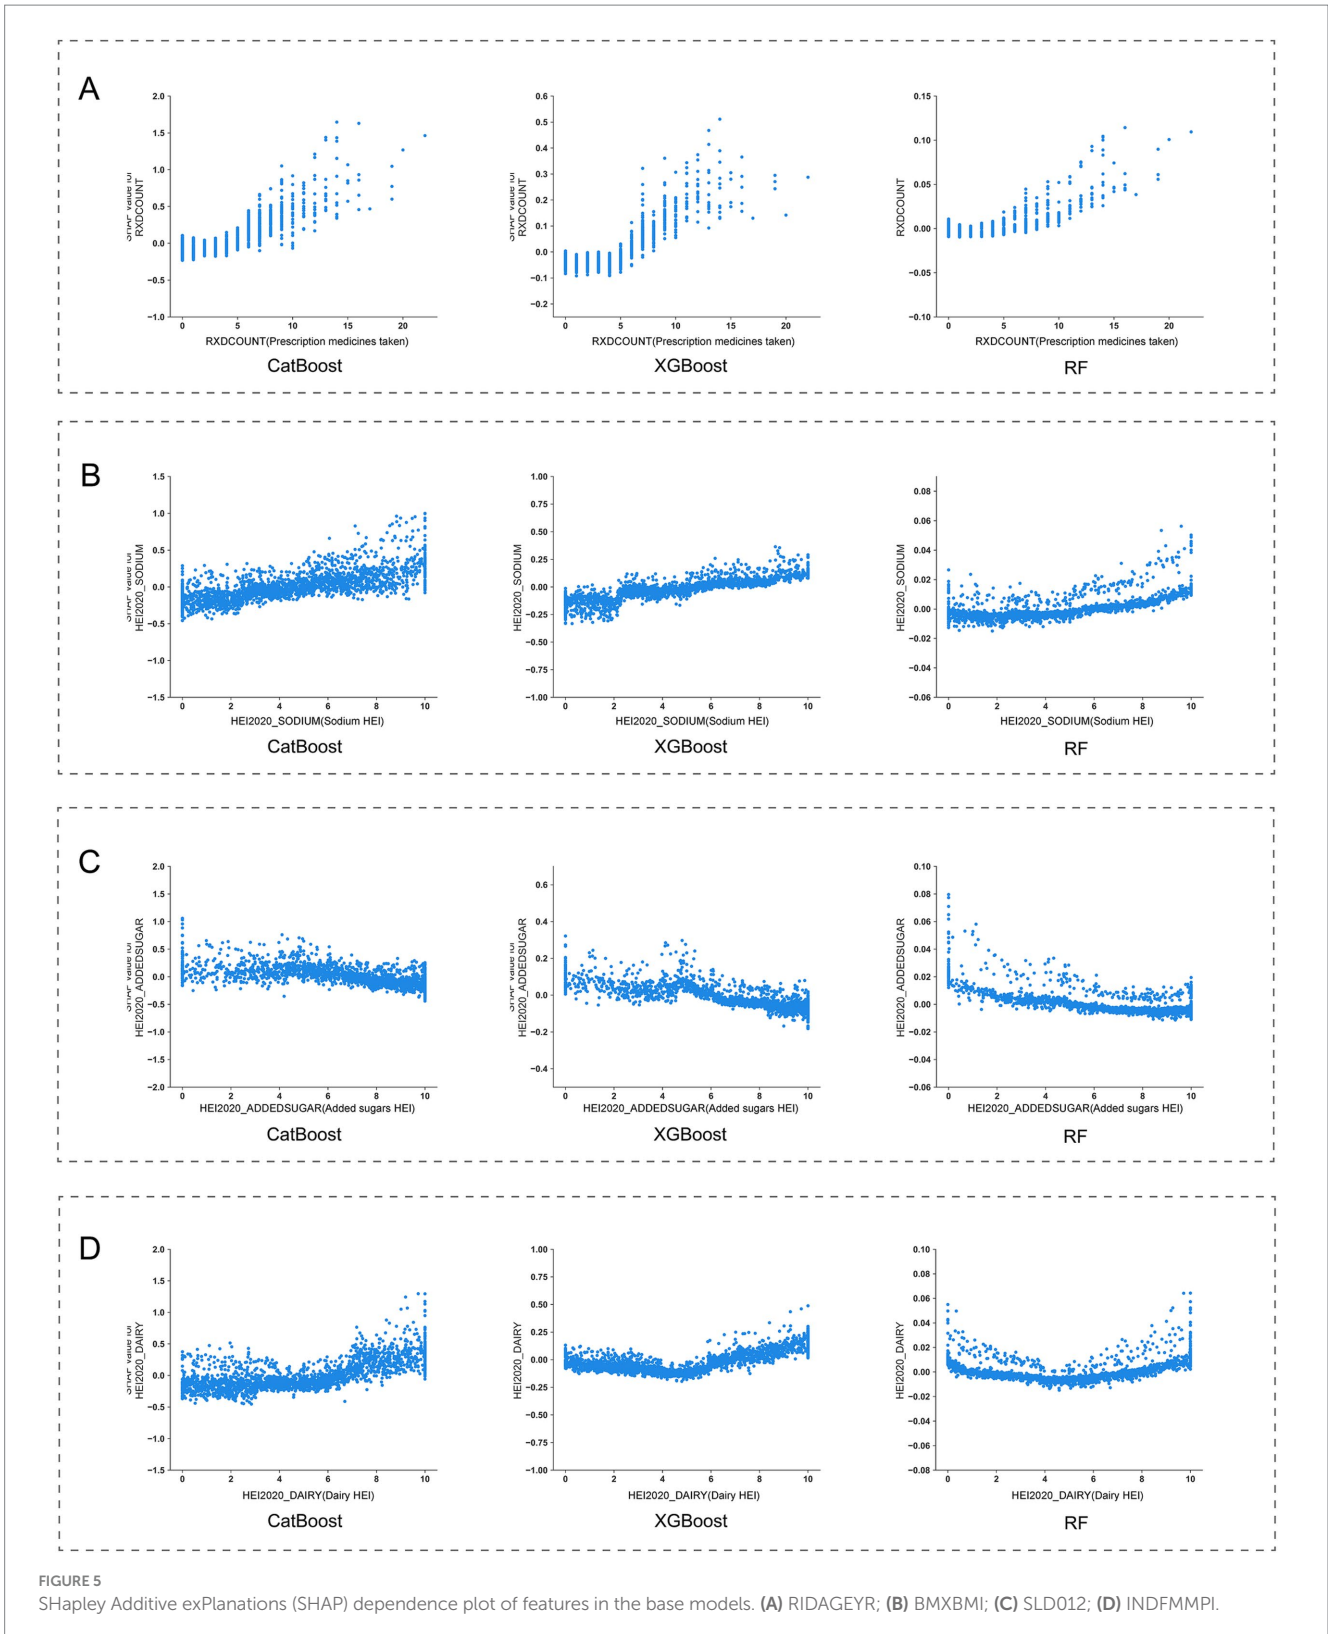 A
2.0
1.5
1.0
0.5
0.0
−0.5
−1.0
RXDCOUNT
0 5 10 15 20
RXDCOUNT(Prescription medicines taken)
CatBoost
0.6
0.5
0.4
0.3
0.2
0.1
0.0
−0.1
−0.2
RXDCOUNT
0 5 10 15 20
RXDCOUNT(Prescription medicines taken)
XGBoost
0.15
0.10
0.05
0.00
−0.05
−0.10
RXDCOUNT
0 5 10 15 20
RXDCOUNT(Prescription medicines taken)
RF
B
1.5
1.0
0.5
0.0
−0.5
−1.0
−1.5
HEI2020_SODIUM
0 2 4 6 8 10
HEI2020_SODIUM(Sodium HEI)
CatBoost
1.00
0.75
0.50
0.25
0.00
−0.25
−0.50
−0.75
−1.00
HEI2020_SODIUM
0 2 4 6 8 10
HEI2020_SODIUM(Sodium HEI)
XGBoost
0.08
0.06
0.04
0.02
0.00
−0.02
−0.04
−0.06
HEI2020_SODIUM
0 2 4 6 8 10
HEI2020_SODIUM(Sodium HEI)
RF
C
2.0
1.5
1.0
0.5
0.0
−0.5
−1.0
−1.5
−2.0
HEI2020_ADDEDSUGAR
0 2 4 6 8 10
HEI2020_ADDEDSUGAR(Added sugars HEI)
CatBoost
0.6
0.4
0.2
0.0
−0.2
−0.4
HEI2020_ADDEDSUGAR
0 2 4 6 8 10
HEI2020_ADDEDSUGAR(Added sugars HEI)
XGBoost
0.10
0.08
0.06
0.04
0.02
0.00
−0.02
−0.04
−0.06
HEI2020_ADDEDSUGAR
0 2 4 6 8 10
HEI2020_ADDEDSUGAR(Added sugars HEI)
RF
D
2.0
1.5
1.0
0.5
0.0
−0.5
−1.0
−1.5
HEI2020_DAIRY
0 2 4 6 8 10
HEI2020_DAIRY(Dairy HEI)
CatBoost
1.00
0.75
0.50
0.25
0.00
−0.25
−0.50
−0.75
−1.00
HEI2020_DAIRY
0 2 4 6 8 10
HEI2020_DAIRY(Dairy HEI)
XGBoost
0.10
0.08
0.06
0.04
0.02
0.00
−0.02
−0.04
−0.06
−0.08
HEI2020_DAIRY
0 2 4 6 8 10
HEI2020_DAIRY(Dairy HEI)
RF
FIGURE 5
SHapley Additive exPlanations (SHAP) dependence plot of features in the base models. (A) RIDAGEYR; (B) BMXBMI; (C) SLD012; (D) INDFMMPI.